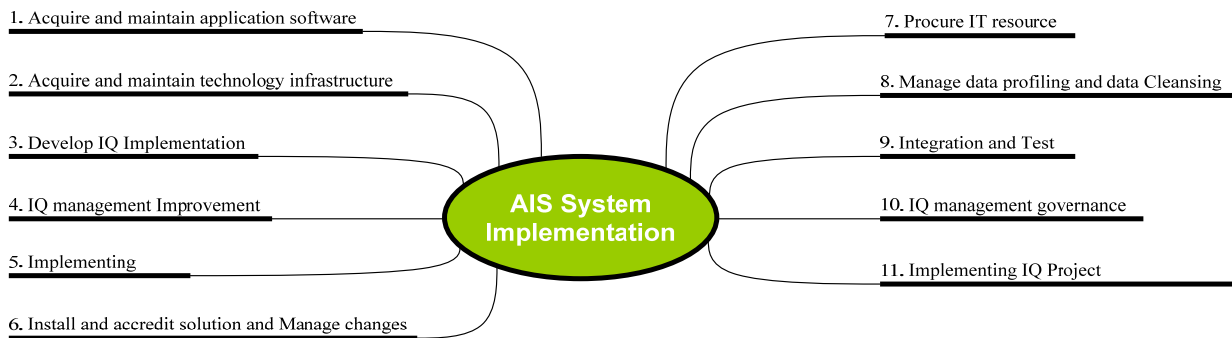 1. Acquire and maintain application software
2. Acquire and maintain technology infrastructure
3. Develop IQ Implementation
4. IQ management Improvement
5. Implementing
6. Install and accredit solution and Manage changes
AIS System
Implementation
7. Procure IT resource
8. Manage data profiling and data Cleansing
9. Integration and Test
10. IQ management governance
11. Implementing IQ Project